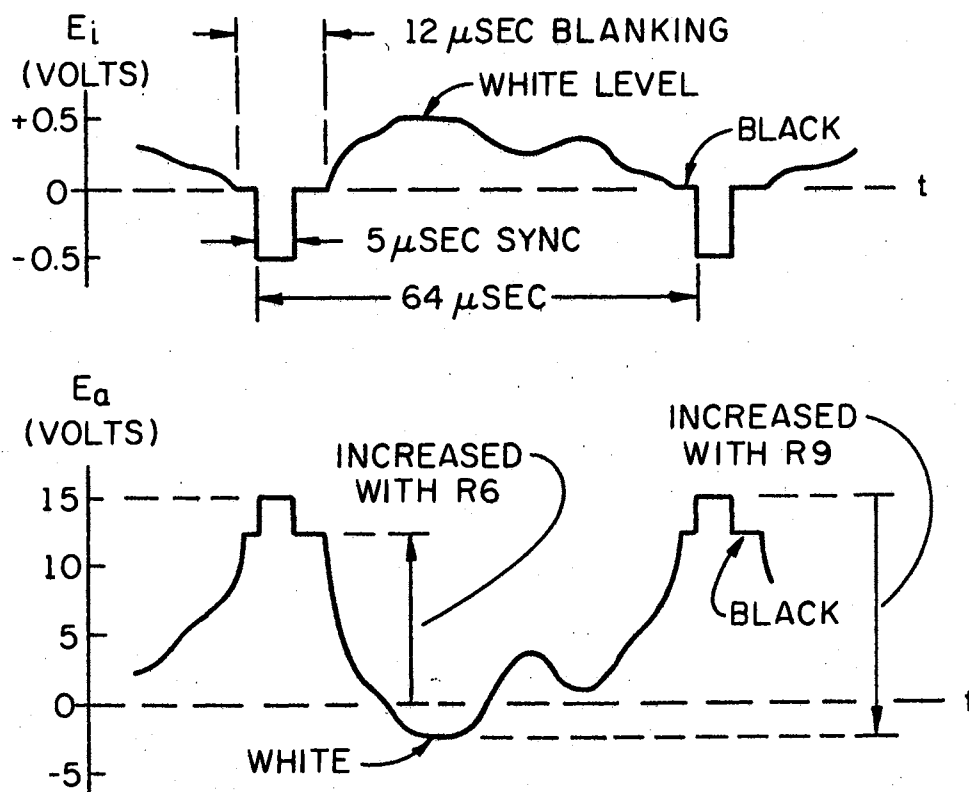 Ei
(VOLTS)
12 μSEC BLANKING
WHITE LEVEL
+0.5
BLACK
0
t
5 μSEC SYNC
-0.5
64 μSEC
Ea
(VOLTS)
INCREASED
WITH R6
INCREASED
WITH R9
15
10
BLACK
5
0
t
WHITE
-5